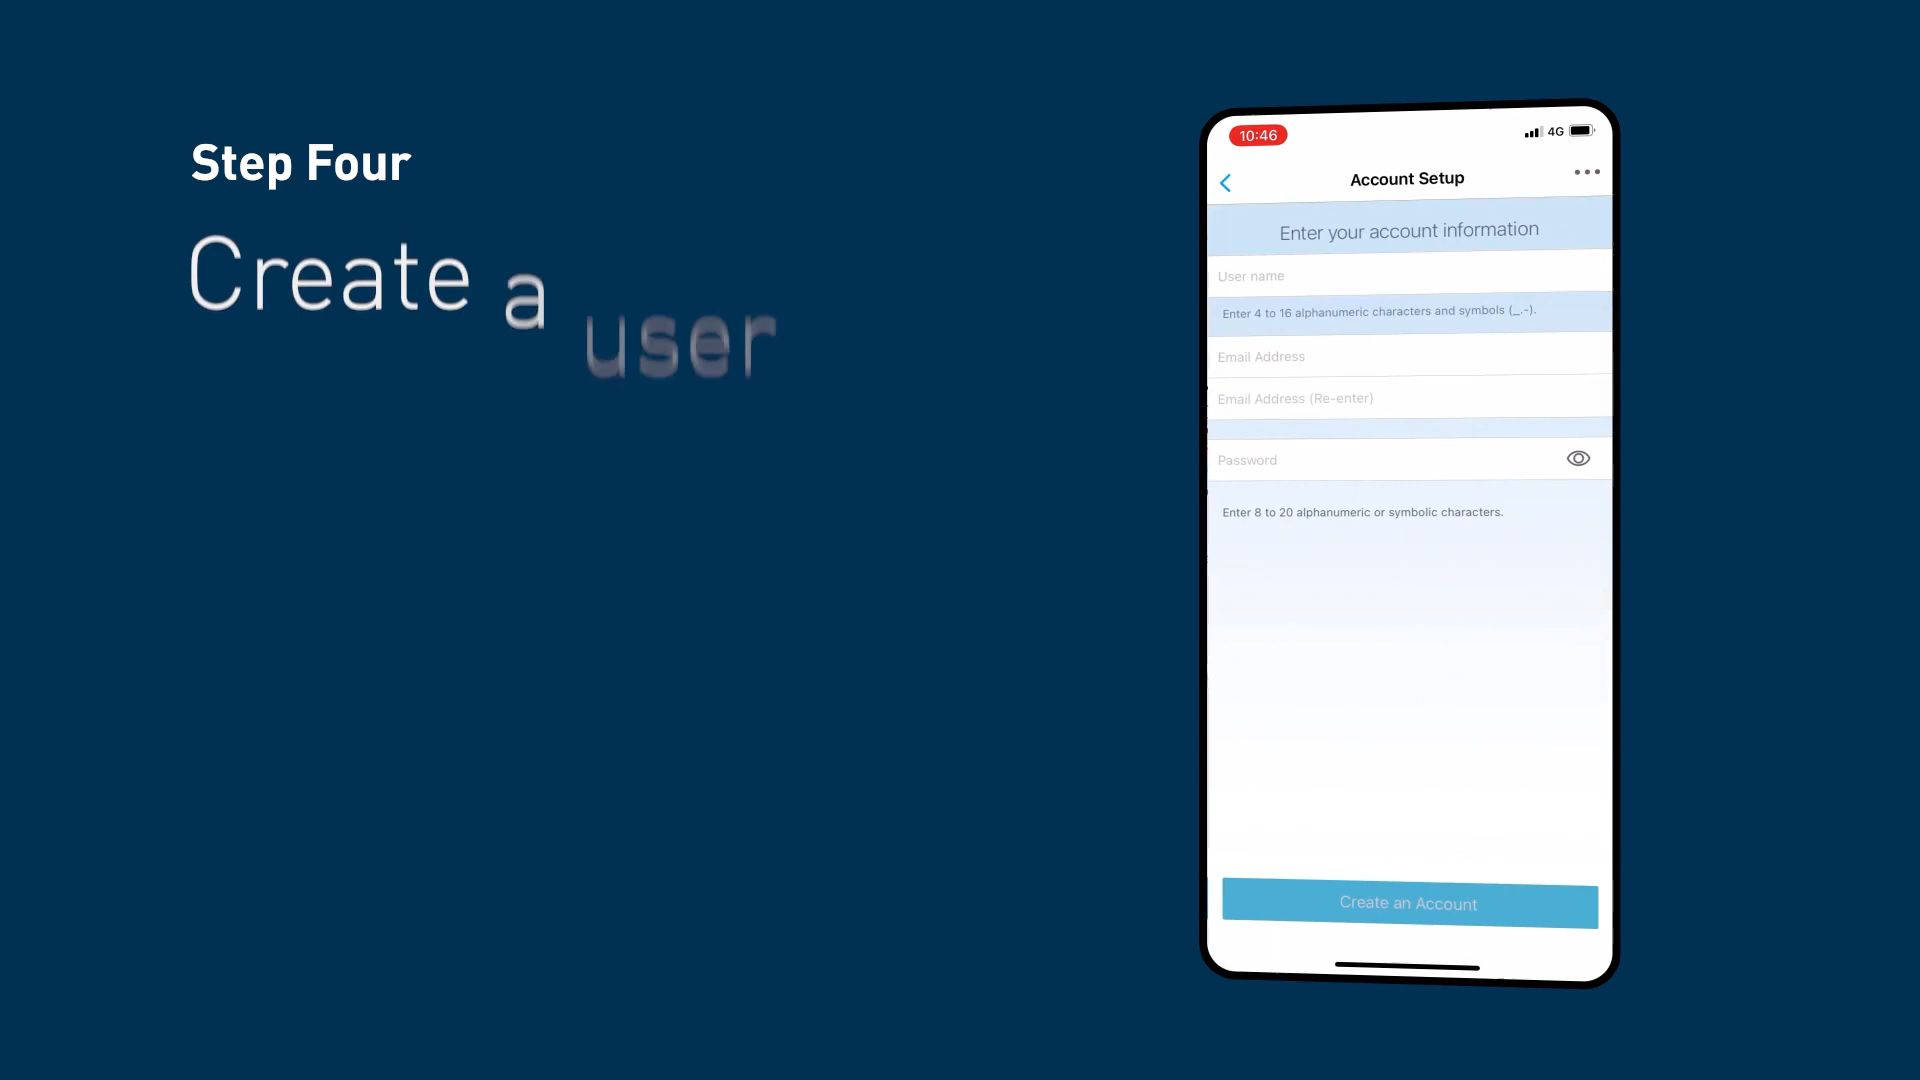 Step Four
Create a user
10:46
4G
Account Setup
Enter your account information
User name
Enter 4 to 16 alphanumeric characters and symbols (_.-).
Email Address
Email Address (Re-enter)
Password
Enter 8 to 20 alphanumeric or symbolic characters.
Create an Account